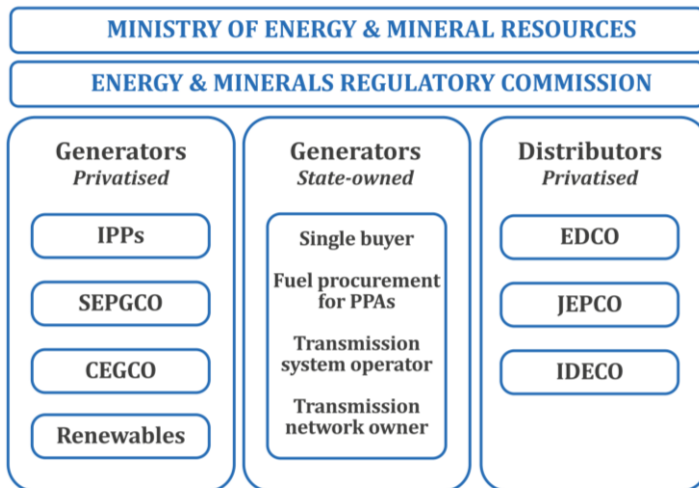 MINISTRY OF ENERGY & MINERAL RESOURCES
ENERGY & MINERALS REGULATORY COMMISSION
Generators
Privatised
IPPs
SEPGCO
CEGCO
Renewables
Generators
State-owned
Single buyer
Fuel procurement
for PPAs
Transmission
system operator
Transmission
network owner
Distributors
Privatised
EDCO
JEPCO
IDECO